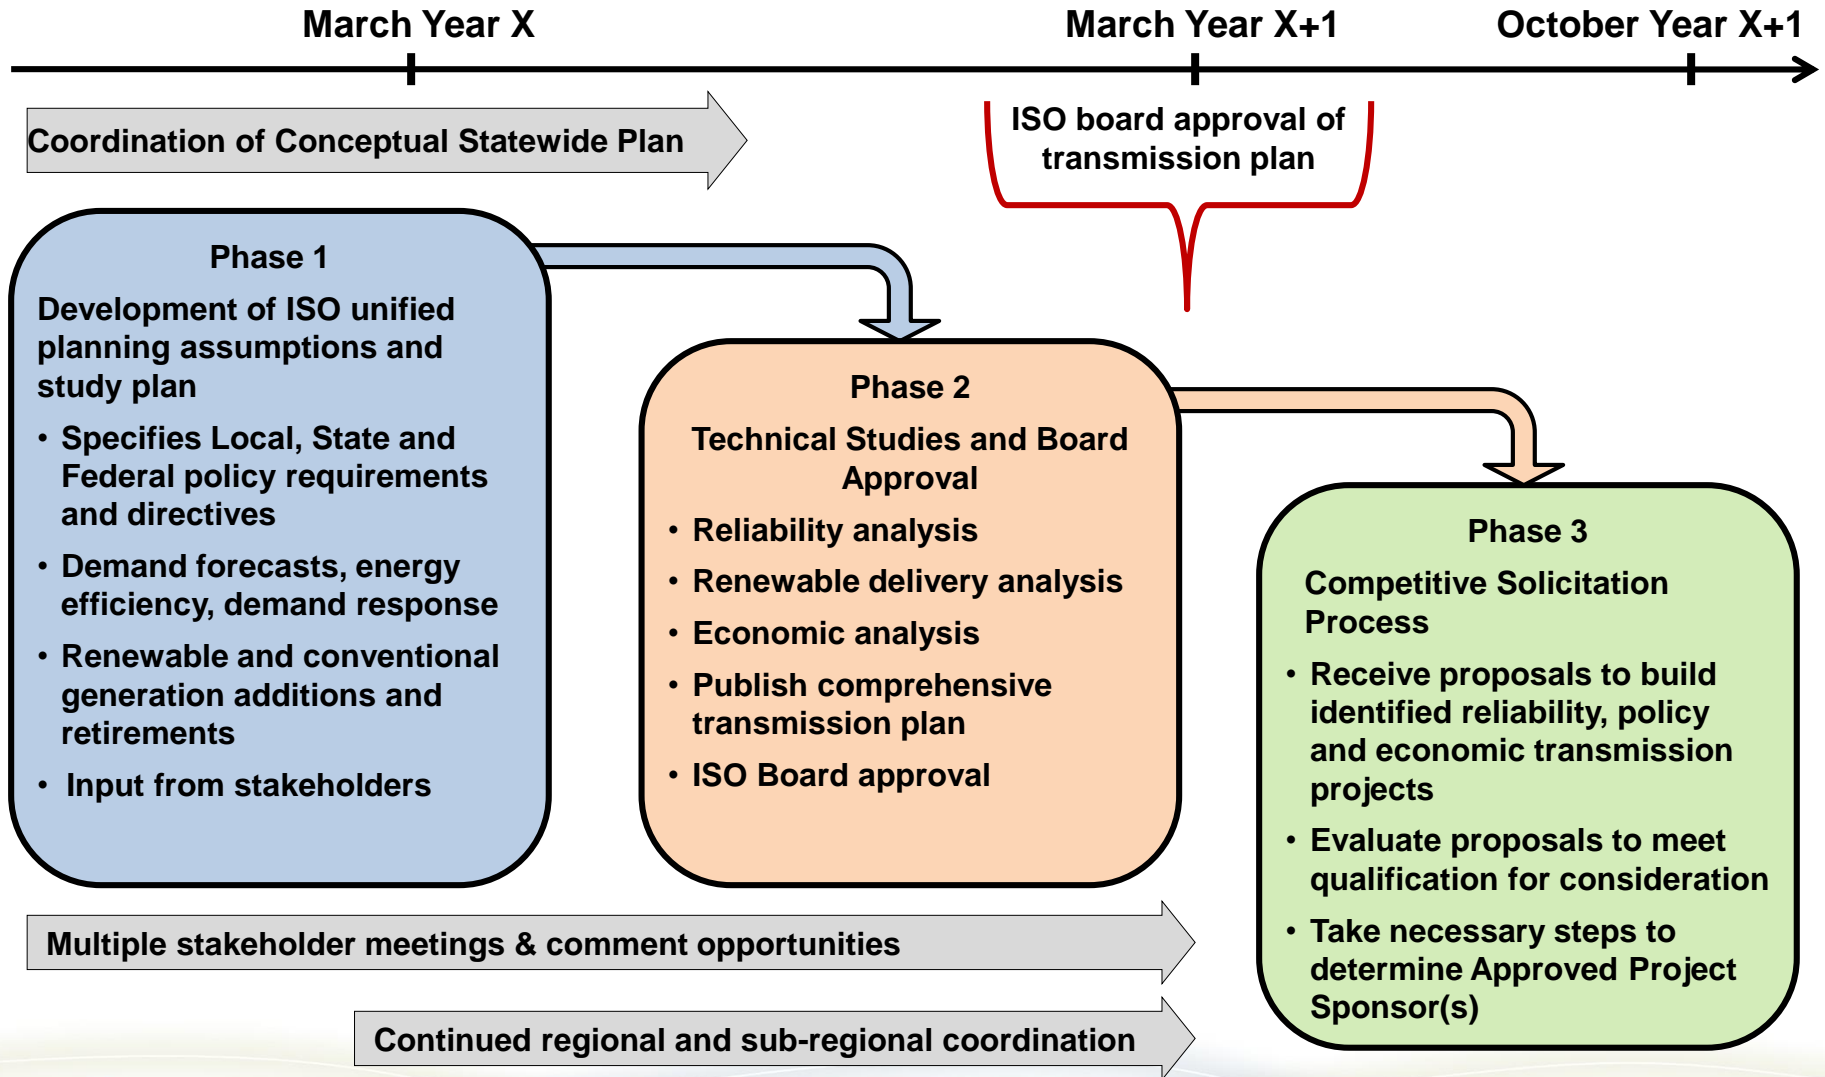 March Year X
March Year X+1
October Year X+1
Coordination of Conceptual Statewide Plan
ISO board approval of
transmission plan
Phase 1
Development of ISO unified
planning assumptions and
study plan
• Specifies Local, State and
Federal policy requirements
and directives
• Demand forecasts, energy
efficiency, demand response
• Renewable and conventional
generation additions and
retirements
• Input from stakeholders
Phase 2
Technical Studies and Board
Approval
• Reliability analysis
• Renewable delivery analysis
• Economic analysis
• Publish comprehensive
transmission plan
• ISO Board approval
Phase 3
Competitive Solicitation
Process
• Receive proposals to build
identified reliability, policy
and economic transmission
projects
• Evaluate proposals to meet
qualification for consideration
• Take necessary steps to
determine Approved Project
Sponsor(s)
Multiple stakeholder meetings & comment opportunities
Continued regional and sub-regional coordination